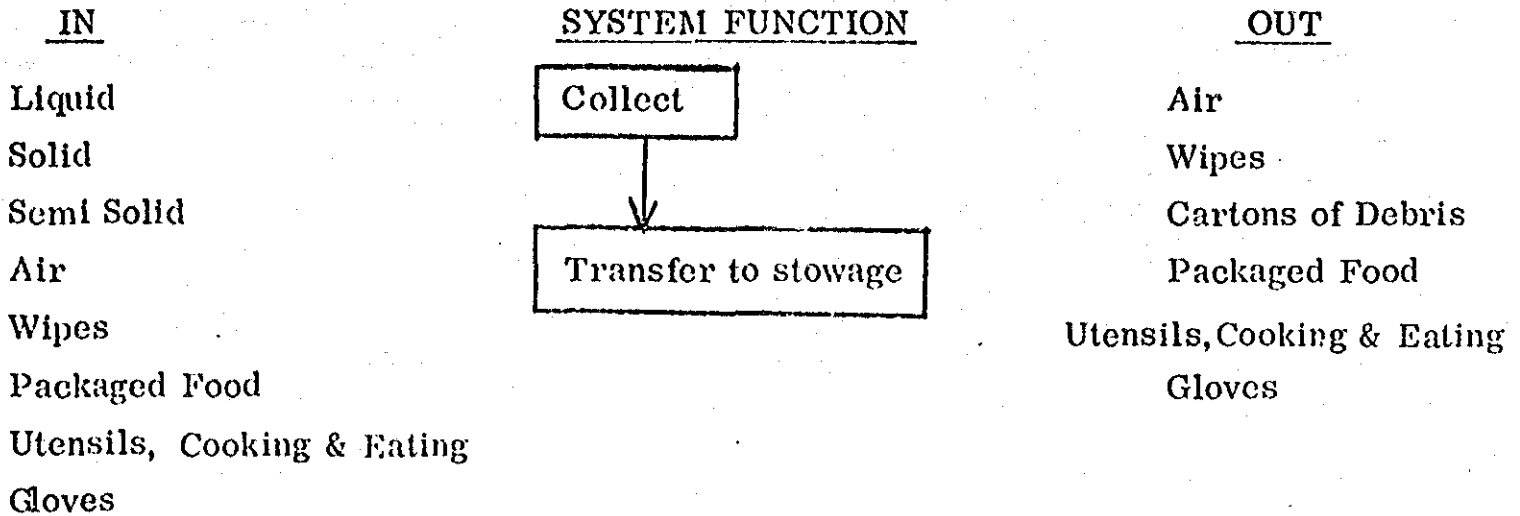 IN
Liquid
Solid
Semi Solid
Air
Wipes
Packaged Food
Utensils, Cooking & Eating
Gloves
SYSTEM FUNCTION
Collect
Transfer to stowage
OUT
Air
Wipes
Cartons of Debris
Packaged Food
Utensils, Cooking & Eating
Gloves